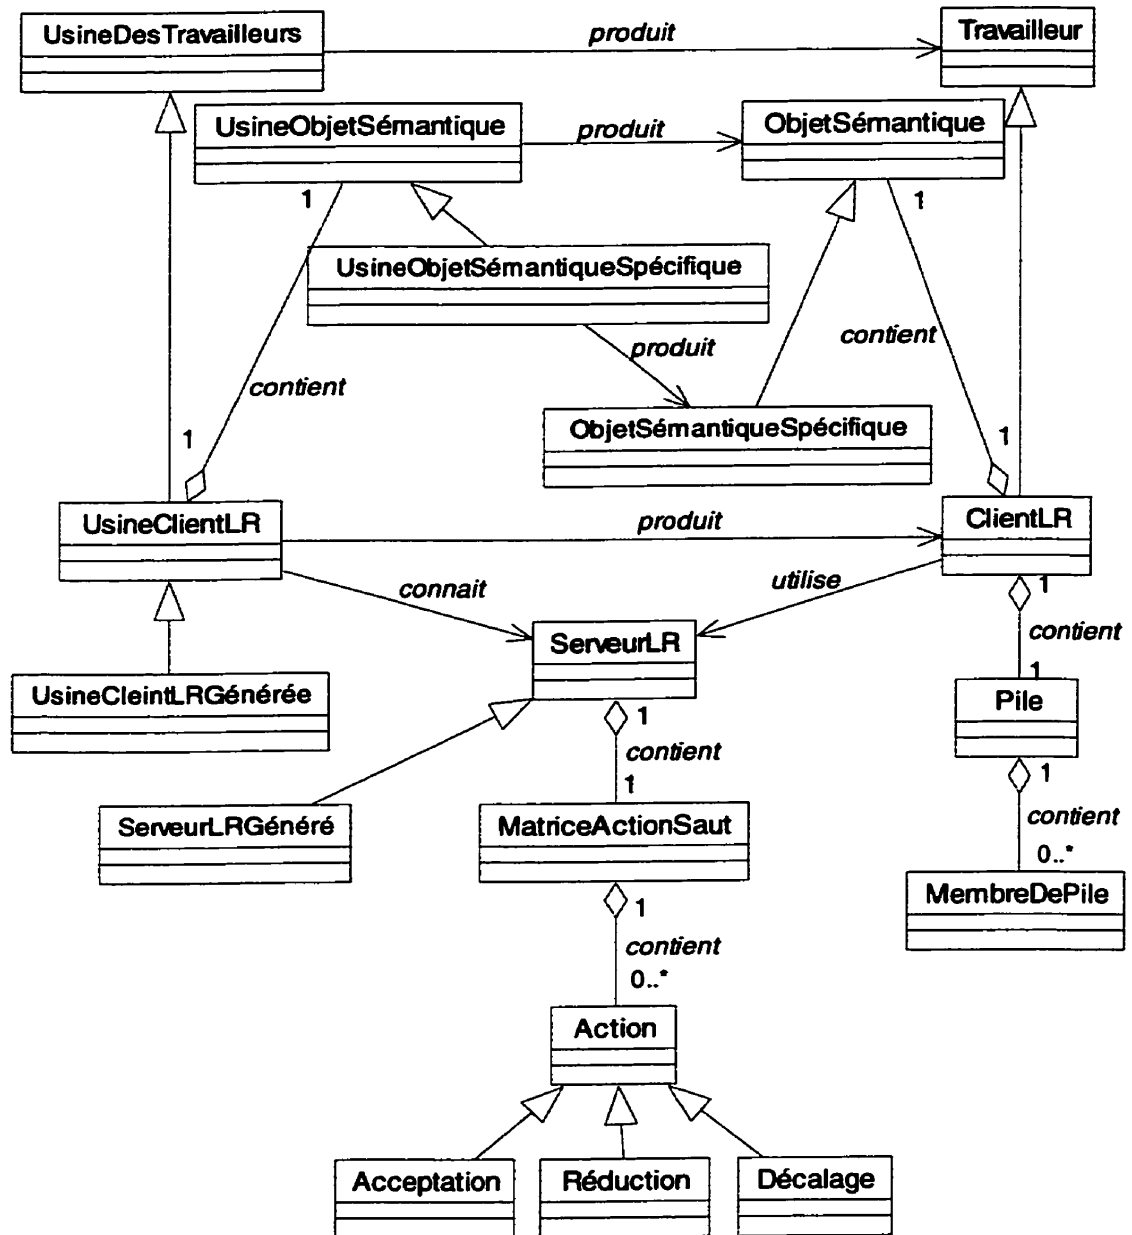 UsineDesTravailleurs
produit
Travailleur
UsineObjetSémantique
produit
ObjetSémantique
1
1
UsineObjetSémantiqueSpécifique
produit
contient
contient
ObjetSémantiqueSpécifique
1
1
UsineClientLR
produit
ClientLR
connait
utilise
1
contient
ServeurLR
1
UsineCleintLRGénérée
Pile
1
contient
1
1
contient
ServeurLRGénéré
MatriceActionSaut
0..*
MembreDePile
1
contient
0..*
Action
Acceptation
Réduction
Décalage